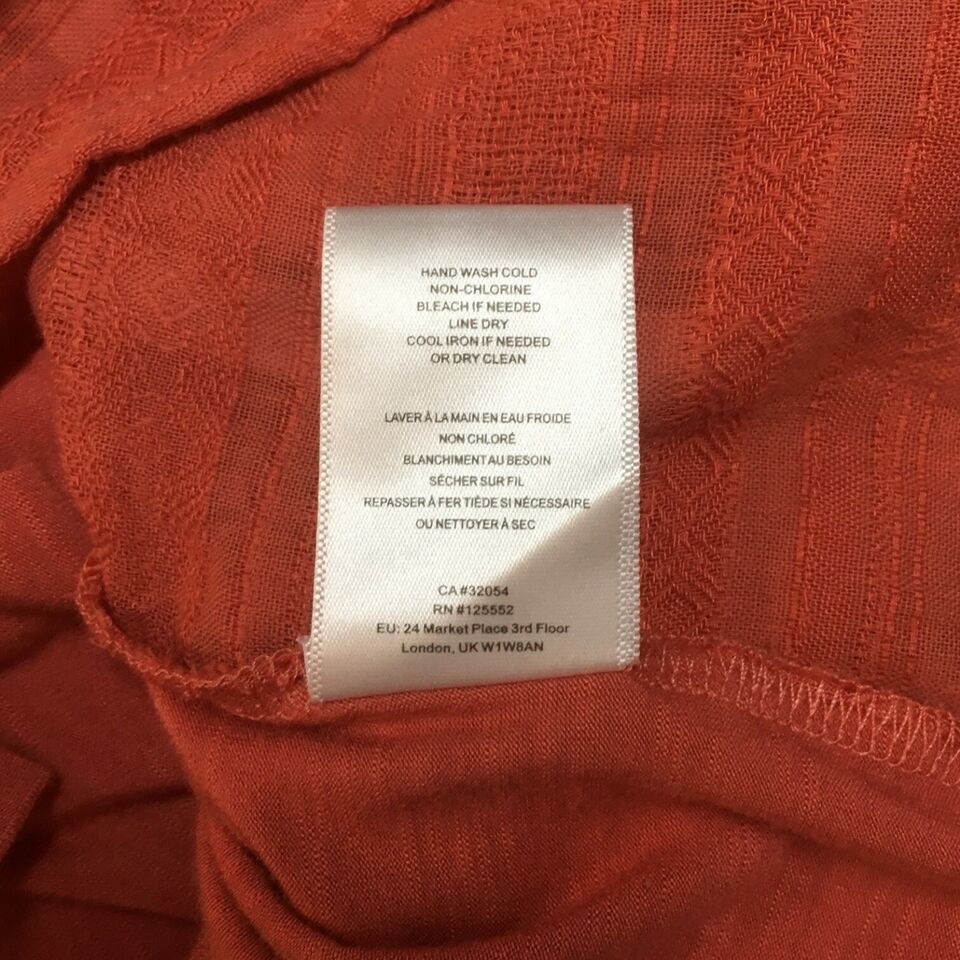 HAND WASH COLD
NON-CHLORINE
BLEACH IF NEEDED
LINE DRY
COOL IRON IF NEEDED
OR DRY CLEAN
LAVER À LA MAIN EN EAU FROIDE
NON CHLORÉ
BLANCHIMENT AU BESOIN
SÉCHER SUR FIL
REPASSER À FER TIÈDE SI NÉCESSAIRE
OU NETTOYER À SEC
CA #32054
RN #125552
EU: 24 Market Place 3rd Floor
London, UK W1W8AN